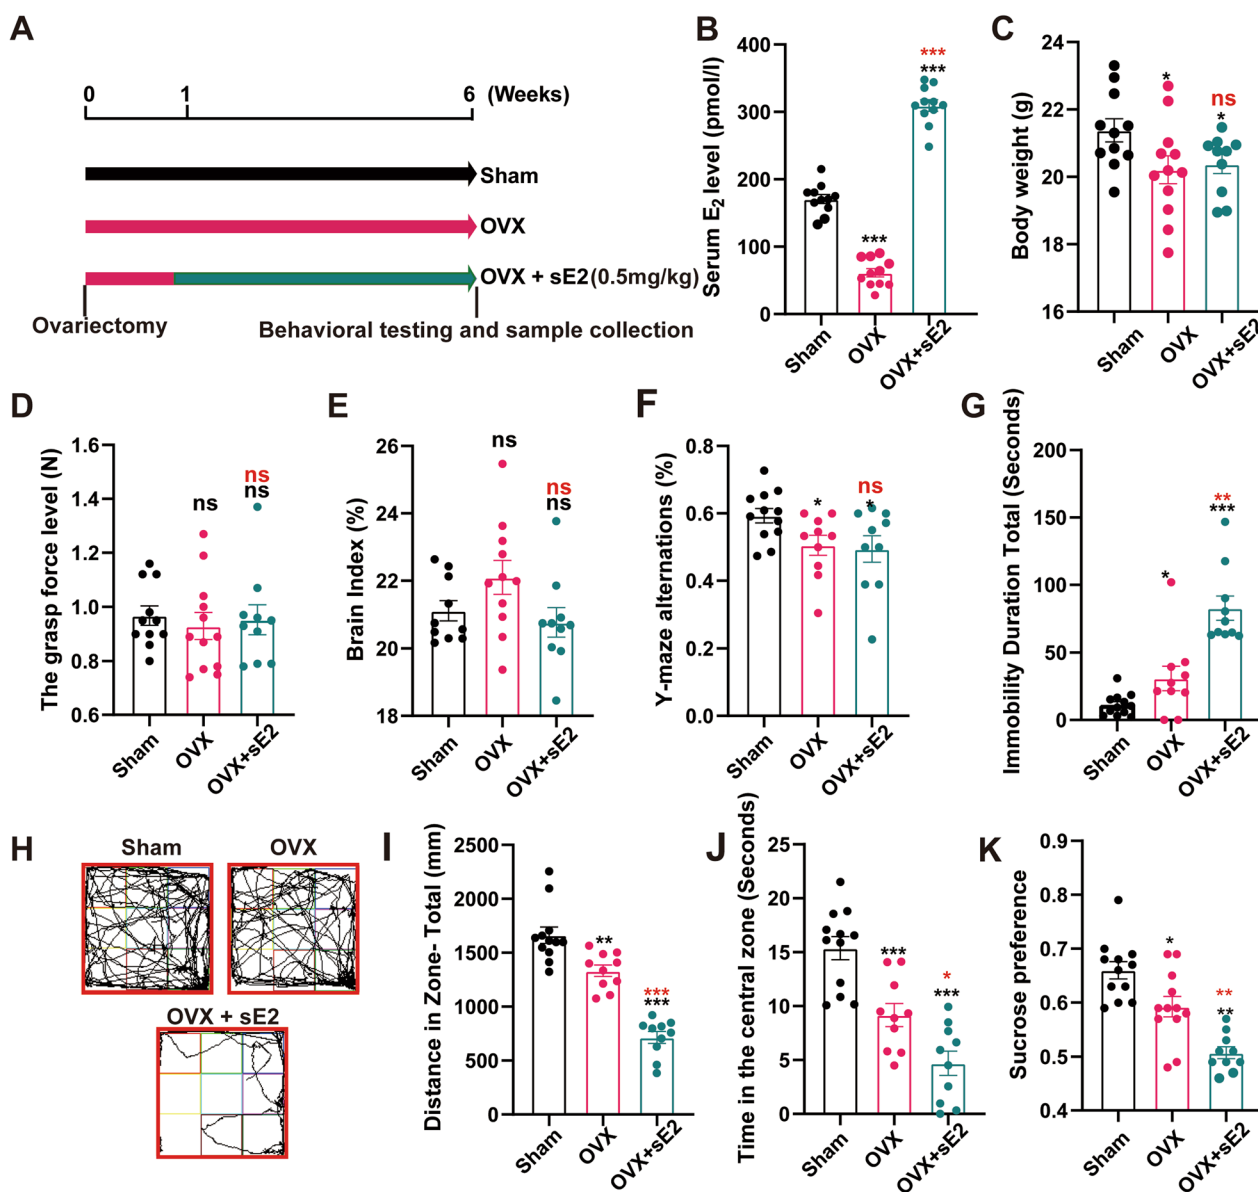 A
0 1 6 (Weeks)
Sham
OVX
OVX + sE2(0.5mg/kg)
Ovariectomy
Behavioral testing and sample collection
B
Serum E2 level (pmol/l)
400
300
200
100
0
***
***
***
Sham
OVX
OVX+sE2
C
Body weight (g)
24
22
20
18
16
*
ns
*
Sham
OVX
OVX+sE2
D
The grasp force level (N)
1.6
1.4
1.2
1.0
0.8
0.6
ns
ns
ns
Sham
OVX
OVX+sE2
E
Brain Index (%)
26
24
22
20
18
ns
ns
ns
Sham
OVX
OVX+sE2
F
Y-maze alternations (%)
0.8
0.6
0.4
0.2
0.0
*
ns
*
Sham
OVX
OVX+sE2
G
Immobility Duration Total (Seconds)
200
150
100
50
0
*
**
***
Sham
OVX
OVX+sE2
H
Sham
OVX
OVX + sE2
I
Distance in Zone- Total (mm)
2500
2000
1500
1000
500
0
**
***
***
Sham
OVX
OVX+sE2
J
Time in the central zone (Seconds)
25
20
15
10
5
0
***
*
***
Sham
OVX
OVX+sE2
K
Sucrose preference
0.9
0.8
0.7
0.6
0.5
0.4
*
**
**
Sham
OVX
OVX+sE2